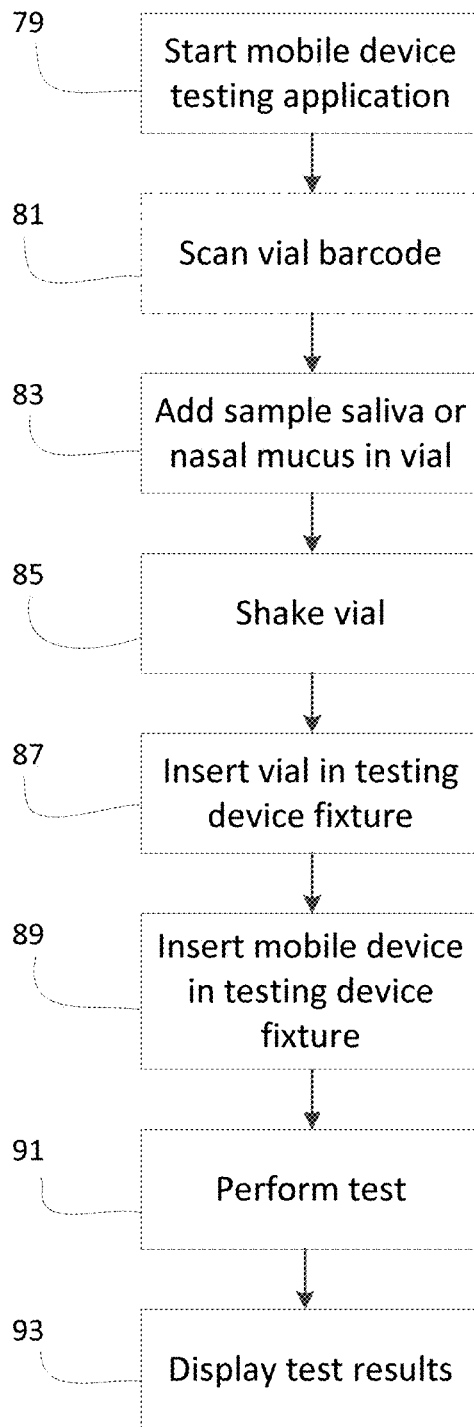 79
Start mobile device
testing application
81
Scan vial barcode
83
Add sample saliva or
nasal mucus in vial
85
Shake vial
87
Insert vial in testing
device fixture
89
Insert mobile device
in testing device
fixture
91
Perform test
93
Display test results